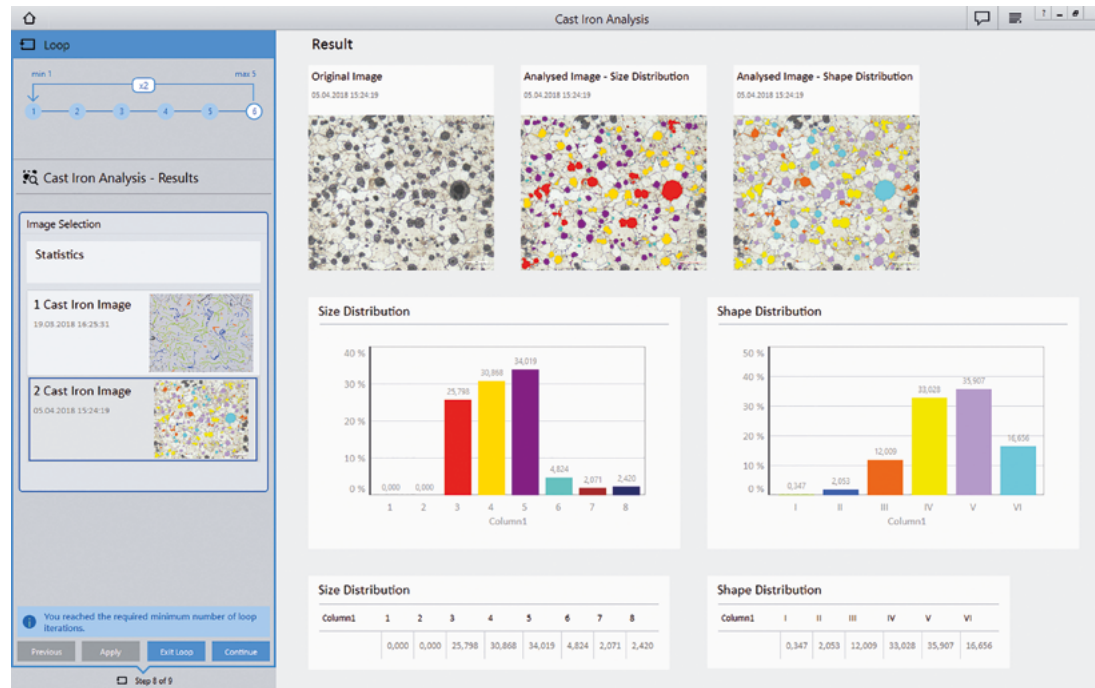 Cast Iron Analysis
?
Loop
min 1
max 5
x2
1 2 3 4 5 6
Cast Iron Analysis - Results
Image Selection
Statistics
1 Cast Iron Image
19.03.2018 16:25:31
2 Cast Iron Image
05.04.2018 15:24:19
You reached the required minimum number of loop
iterations.
Previous Apply Exit Loop Continue
Step 8 of 9
Result
Original Image
05.04.2018 15:24:19
Analysed Image - Size Distribution
05.04.2018 15:24:19
Analysed Image - Shape Distribution
05.04.2018 15:24:19
Size Distribution
40 %
30 %
20 %
10 %
0 %
0,000 0,000 25,798 30,868 34,019 4,824 2,071 2,420
1 2 3 4 5 6 7 8
Column1
Shape Distribution
50 %
40 %
30 %
20 %
10 %
0 %
0,347 2,053 12,009 33,028 35,907 16,656
I II III IV V VI
Column1
Size Distribution
Column1 1 2 3 4 5 6 7 8
0,000 0,000 25,798 30,868 34,019 4,824 2,071 2,420
Shape Distribution
Column1 I II III IV V VI
0,347 2,053 12,009 33,028 35,907 16,656